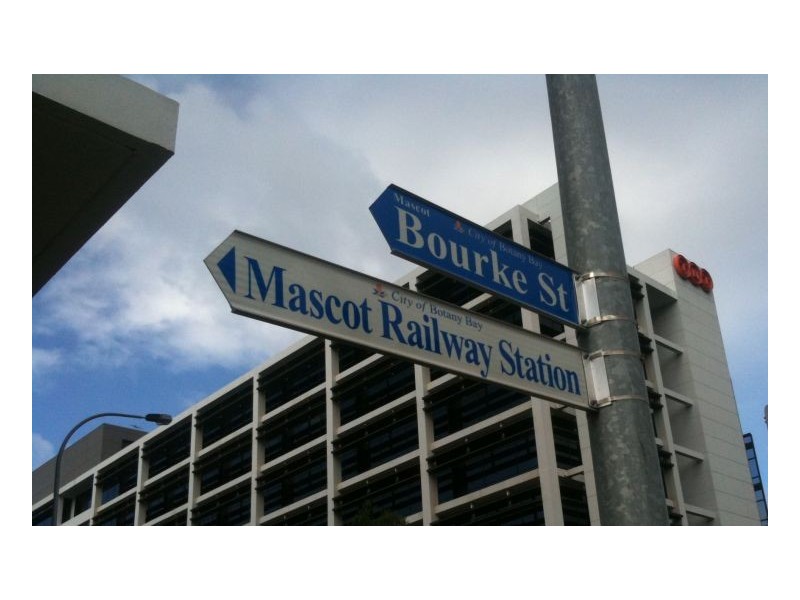 Mascot
City of Botany Bay
Bourke St
City of Botany Bay
Mascot Railway Station